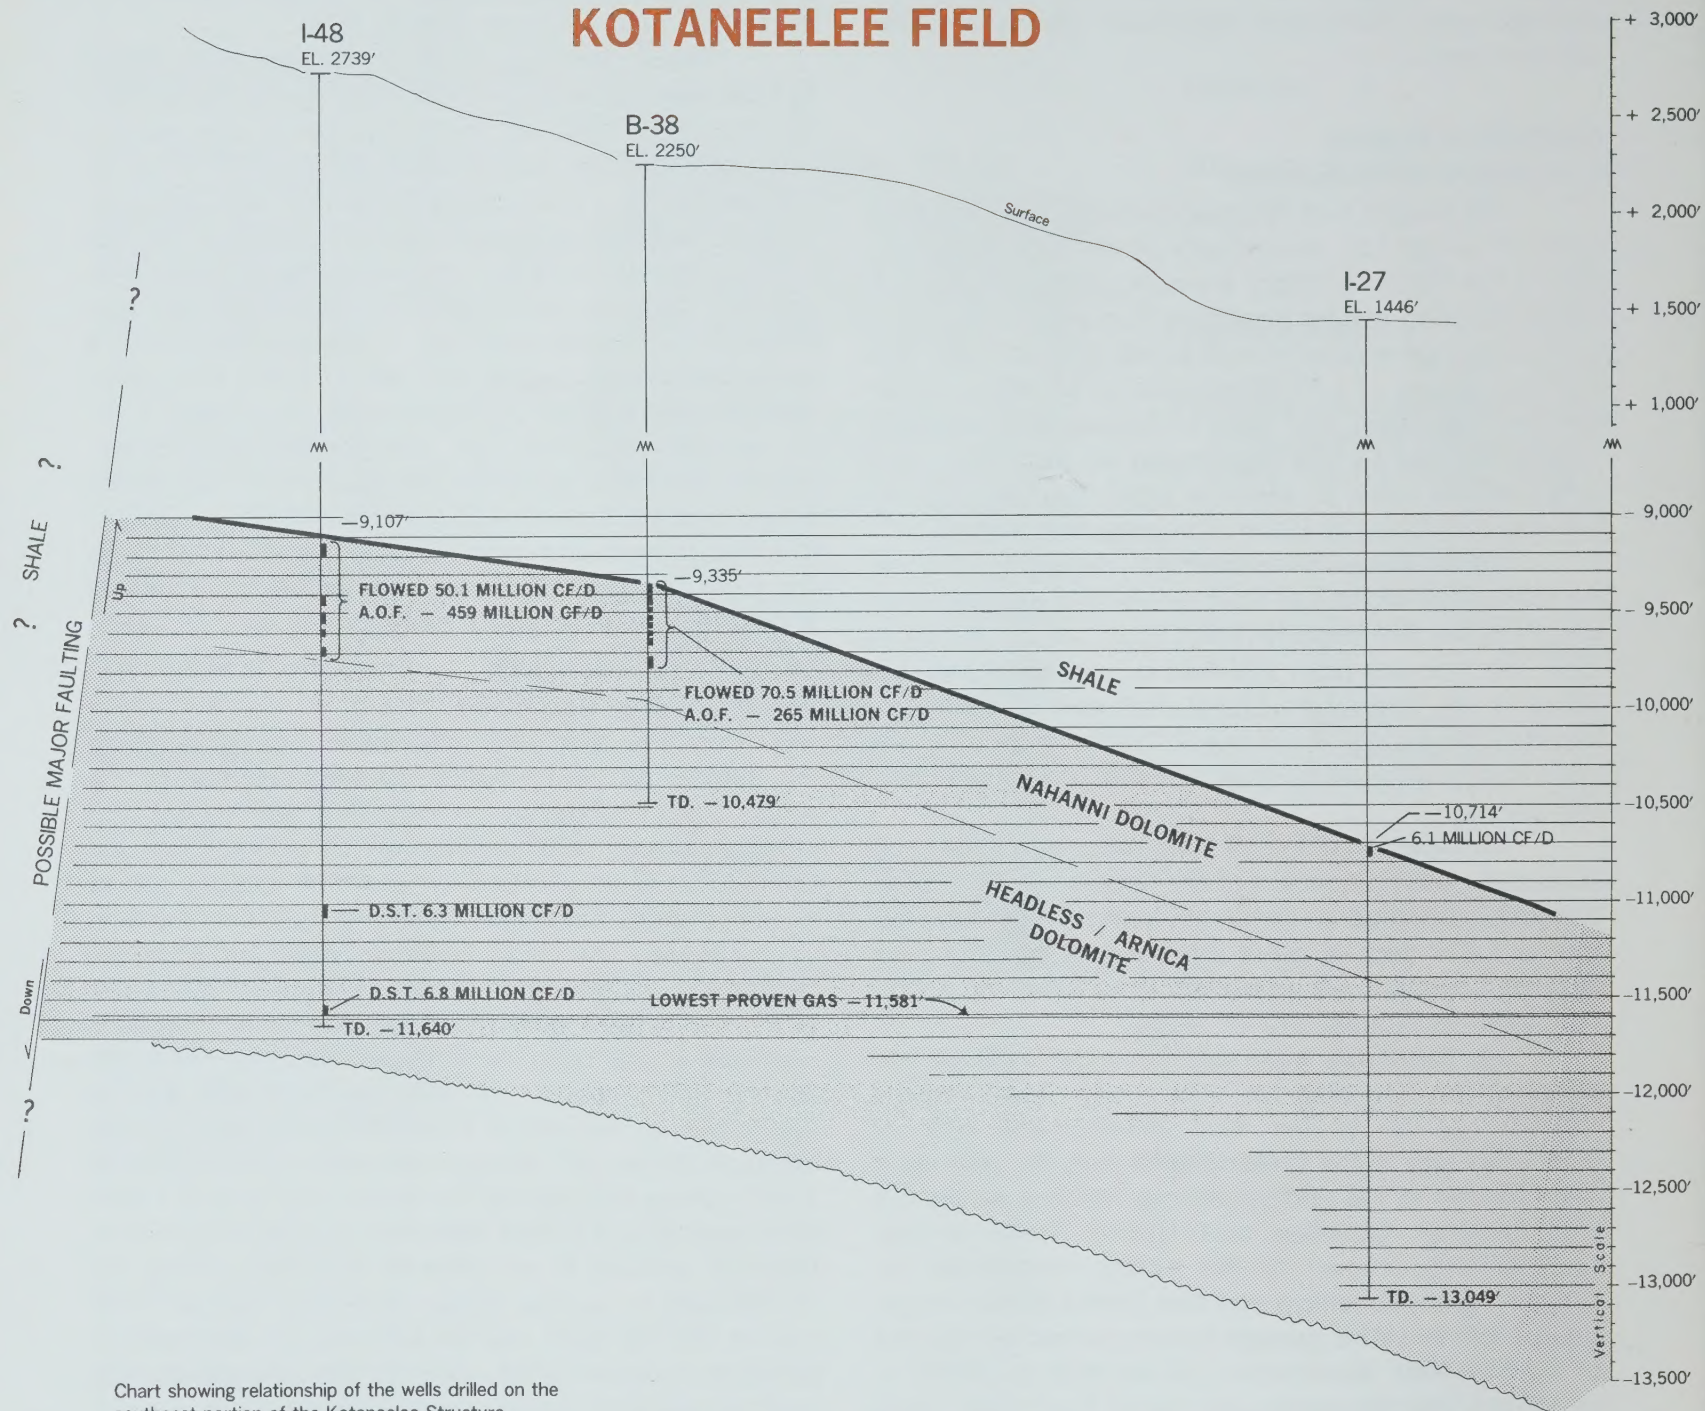 KOTANEELEE FIELD
I-48
EL. 2739′
B-38
EL. 2250′
Surface
I-27
EL. 1446′
+ 3,000′
+ 2,500′
+ 2,000′
+ 1,500′
+ 1,000′
- 9,000′
- 9,500′
-10,000′
-10,500′
-11,000′
-11,500′
-12,000′
-12,500′
-13,000′
-13,500′
Vertical Scale
?
?
SHALE
?
POSSIBLE MAJOR FAULTING
Up
Down
?
—9,107′
FLOWED 50.1 MILLION CF/D
A.O.F. — 459 MILLION CF/D
—9,335′
FLOWED 70.5 MILLION CF/D
A.O.F. — 265 MILLION CF/D
SHALE
TD. —10,479′
NAHANNI DOLOMITE
—10,714′
6.1 MILLION CF/D
HEADLESS / ARNICA
DOLOMITE
D.S.T. 6.3 MILLION CF/D
D.S.T. 6.8 MILLION CF/D
LOWEST PROVEN GAS —11,581′
TD. —11,640′
TD. —13,049′
Chart showing relationship of the wells drilled on the
portion of the Kotaneelee Structure